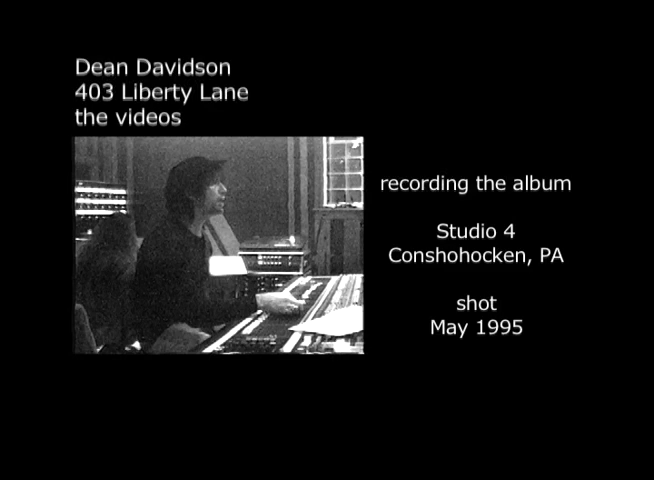 Dean Davidson
403 Liberty Lane
the videos
recording the album
Studio 4
Conshohocken, PA
shot
May 1995